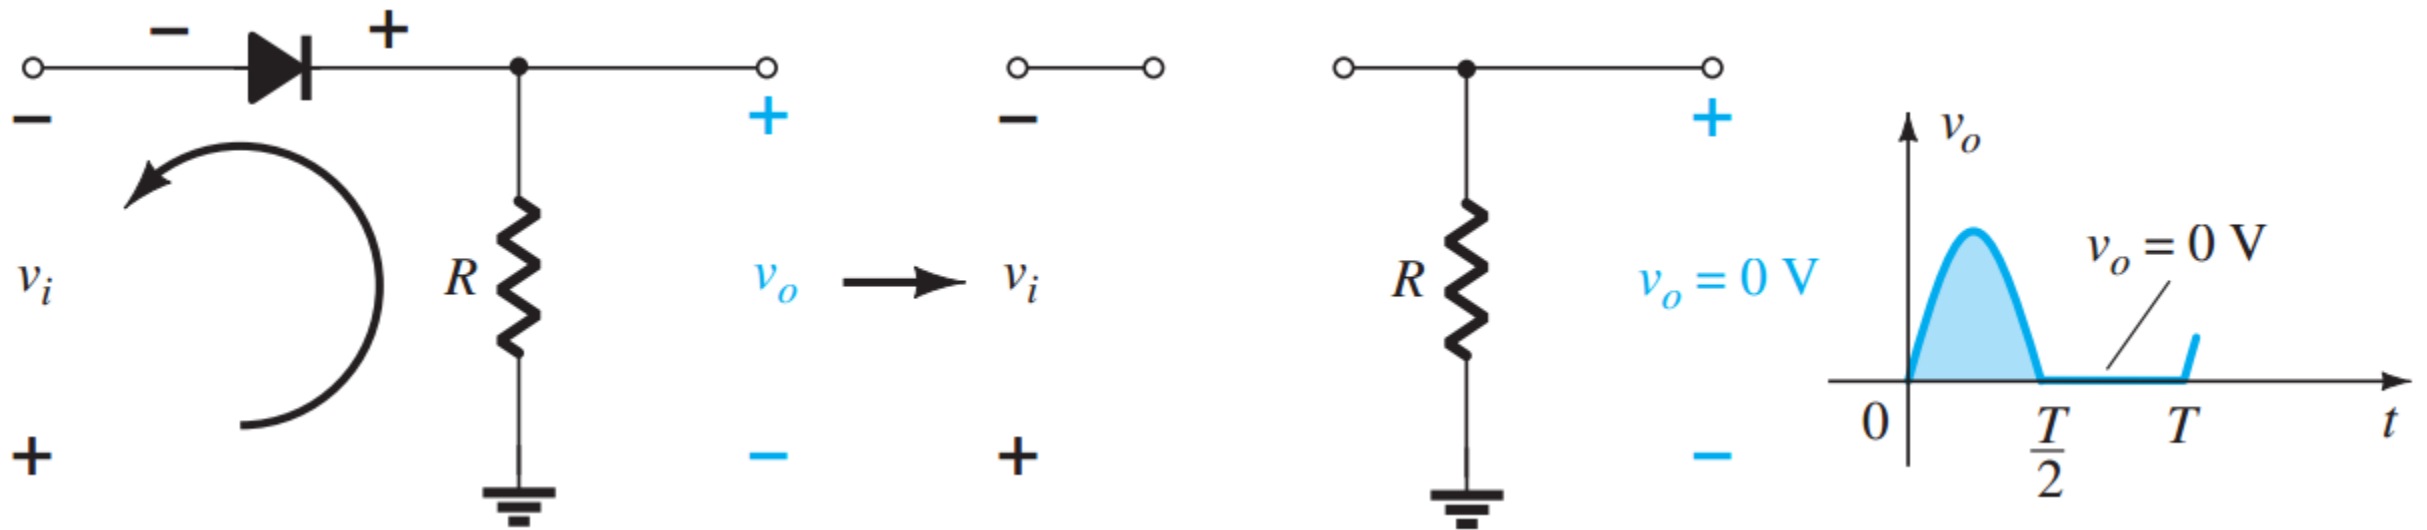 − +
− + − +
v_o
v_i R v_o v_i R v_o = 0 V v_o = 0 V
+ − + −
0 T/2 T t